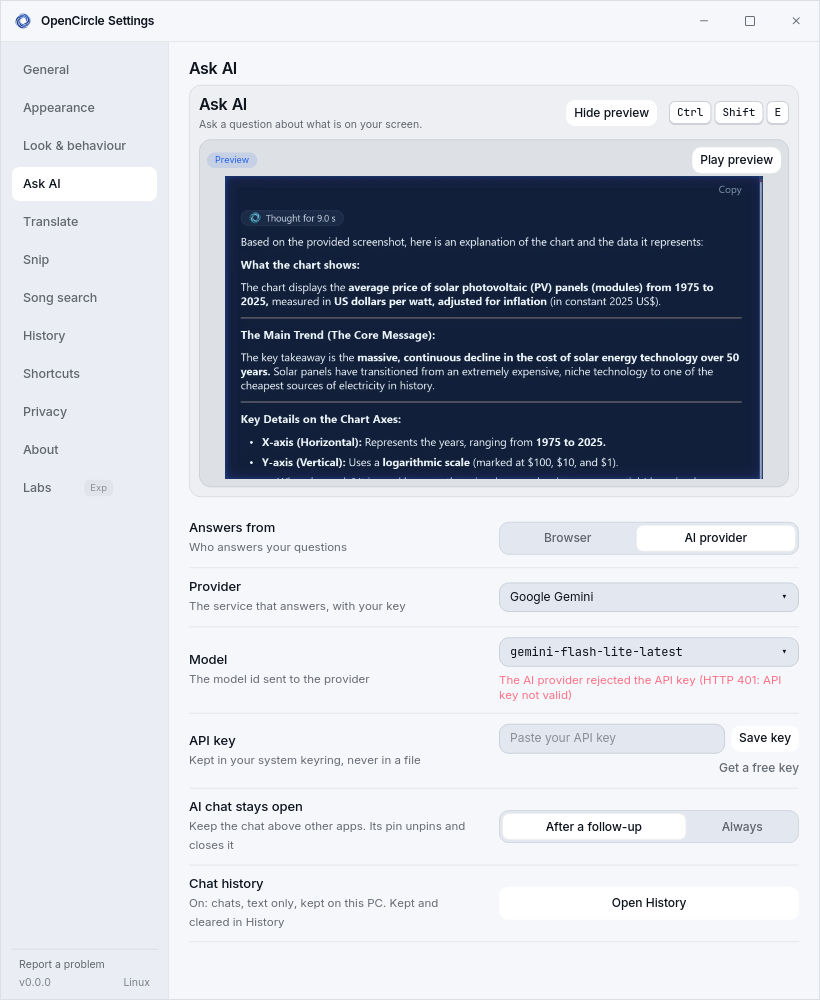 OpenCircle Settings
General
Appearance
Look & behaviour
Ask AI
Translate
Snip
Song search
History
Shortcuts
Privacy
About
Labs Exp
Report a problem
v0.0.0 Linux
Ask AI
Ask AI
Ask a question about what is on your screen.
Hide preview Ctrl Shift E
Preview
Play preview
Copy
Thought for 9.0 s
Based on the provided screenshot, here is an explanation of the chart and the data it represents:
What the chart shows:
The chart displays the average price of solar photovoltaic (PV) panels (modules) from 1975 to
2025, measured in US dollars per watt, adjusted for inflation (in constant 2025 US$).
The Main Trend (The Core Message):
The key takeaway is the massive, continuous decline in the cost of solar energy technology over 50
years. Solar panels have transitioned from an extremely expensive, niche technology to one of the
cheapest sources of electricity in history.
Key Details on the Chart Axes:
• X-axis (Horizontal): Represents the years, ranging from 1975 to 2025.
• Y-axis (Vertical): Uses a logarithmic scale (marked at $100, $10, and $1).
Answers from
Who answers your questions
Browser AI provider
Provider
The service that answers, with your key
Google Gemini
Model
The model id sent to the provider
gemini-flash-lite-latest
The AI provider rejected the API key (HTTP 401: API
key not valid)
API key
Kept in your system keyring, never in a file
Paste your API key Save key
Get a free key
AI chat stays open
Keep the chat above other apps. Its pin unpins and
closes it
After a follow-up Always
Chat history
On: chats, text only, kept on this PC. Kept and
cleared in History
Open History